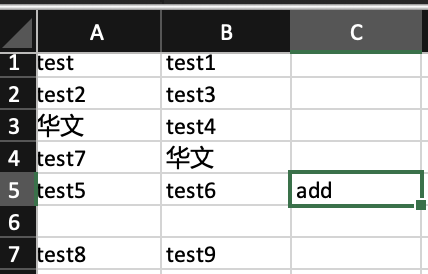 A B C
1 test test1
2 test2 test3
3 华文 test4
4 test7 华文
5 test5 test6 add
6
7 test8 test9